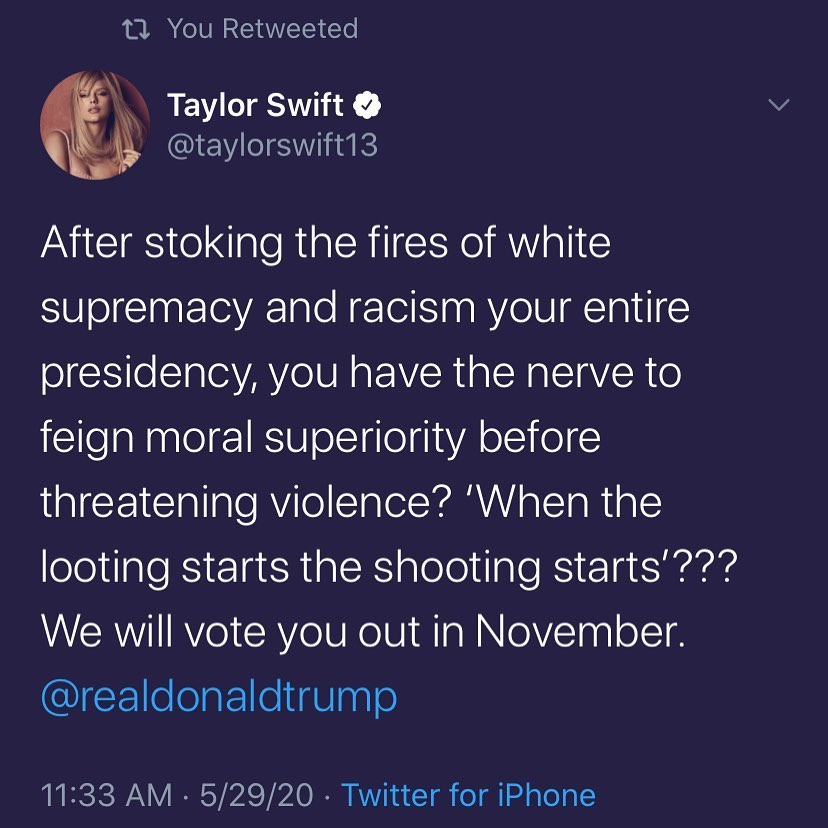 You Retweeted
Taylor Swift
@taylorswift13
After stoking the fires of white
supremacy and racism your entire
presidency, you have the nerve to
feign moral superiority before
threatening violence? ‘When the
looting starts the shooting starts’???
We will vote you out in November.
@realdonaldtrump
11:33 AM · 5/29/20 · Twitter for iPhone